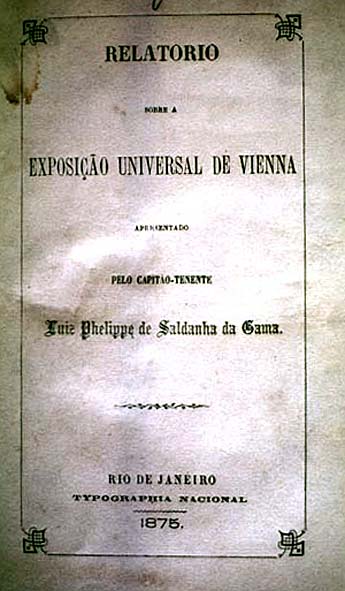 RELATORIO
SOBRE A
EXPOSIÇÃO UNIVERSAL DE VIENNA
APRESENTADO
PELO CAPITÃO-TENENTE
Luiz Phelippe de Saldanha da Gama.
RIO DE JANEIRO
TYPOGRAPHIA NACIONAL
1875.